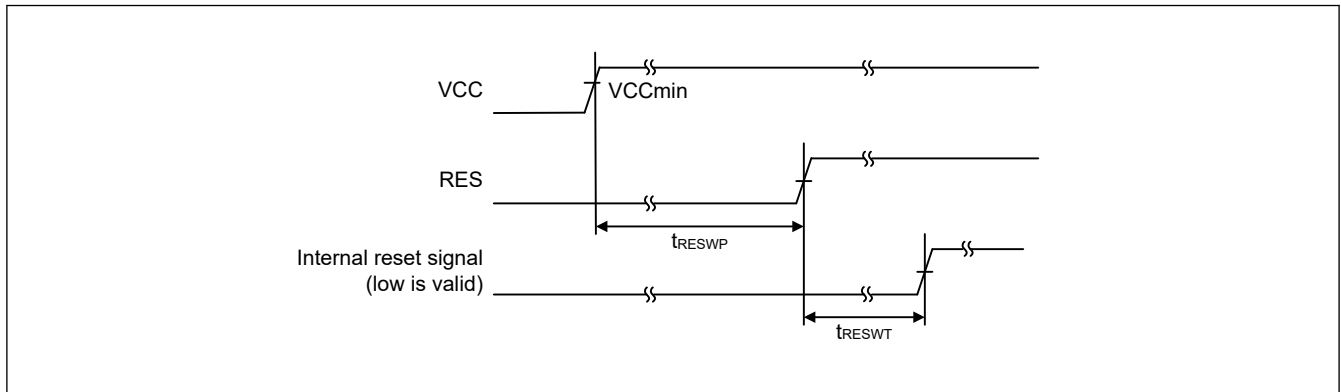 VCC
VCCmin
RES
tRESWP
Internal reset signal
(low is valid)
tRESWT